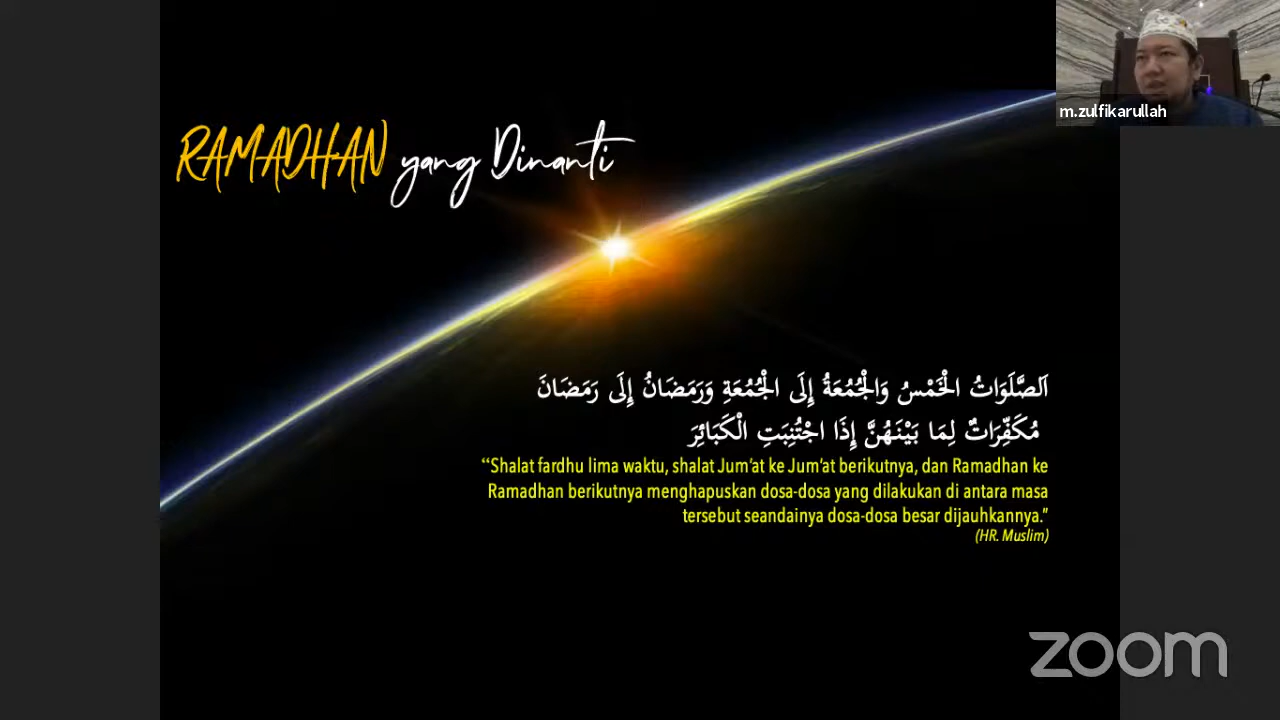 m.zulfikarullah
RAMADHAN yang Dinanti
اَلصَّلَوَاتُ الْخَمْسُ وَالْجُمُعَةُ إِلَى الْجُمُعَةِ وَرَمَضَانُ إِلَى رَمَضَانَ
مُكَفِّرَاتٌ لِمَا بَيْنَهُنَّ إِذَا اجْتُنِبَتِ الْكَبَائِرَ
“Shalat fardhu lima waktu, shalat Jum’at ke Jum’at berikutnya, dan Ramadhan ke
Ramadhan berikutnya menghapuskan dosa-dosa yang dilakukan di antara masa
tersebut seandainya dosa-dosa besar dijauhkannya.”
(HR. Muslim)
zoom